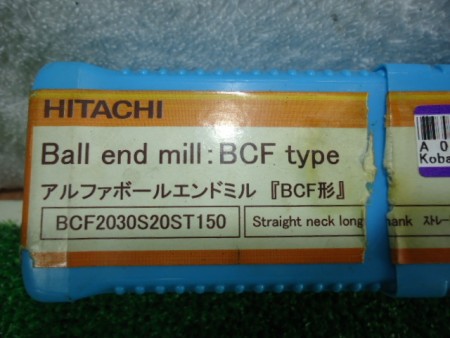 HITACHI
Ball end mill:BCF type
アルファボールエンドミル 『BCF形』
BCF2030S20ST150
Straight neck long ストレー
A 0
Koba